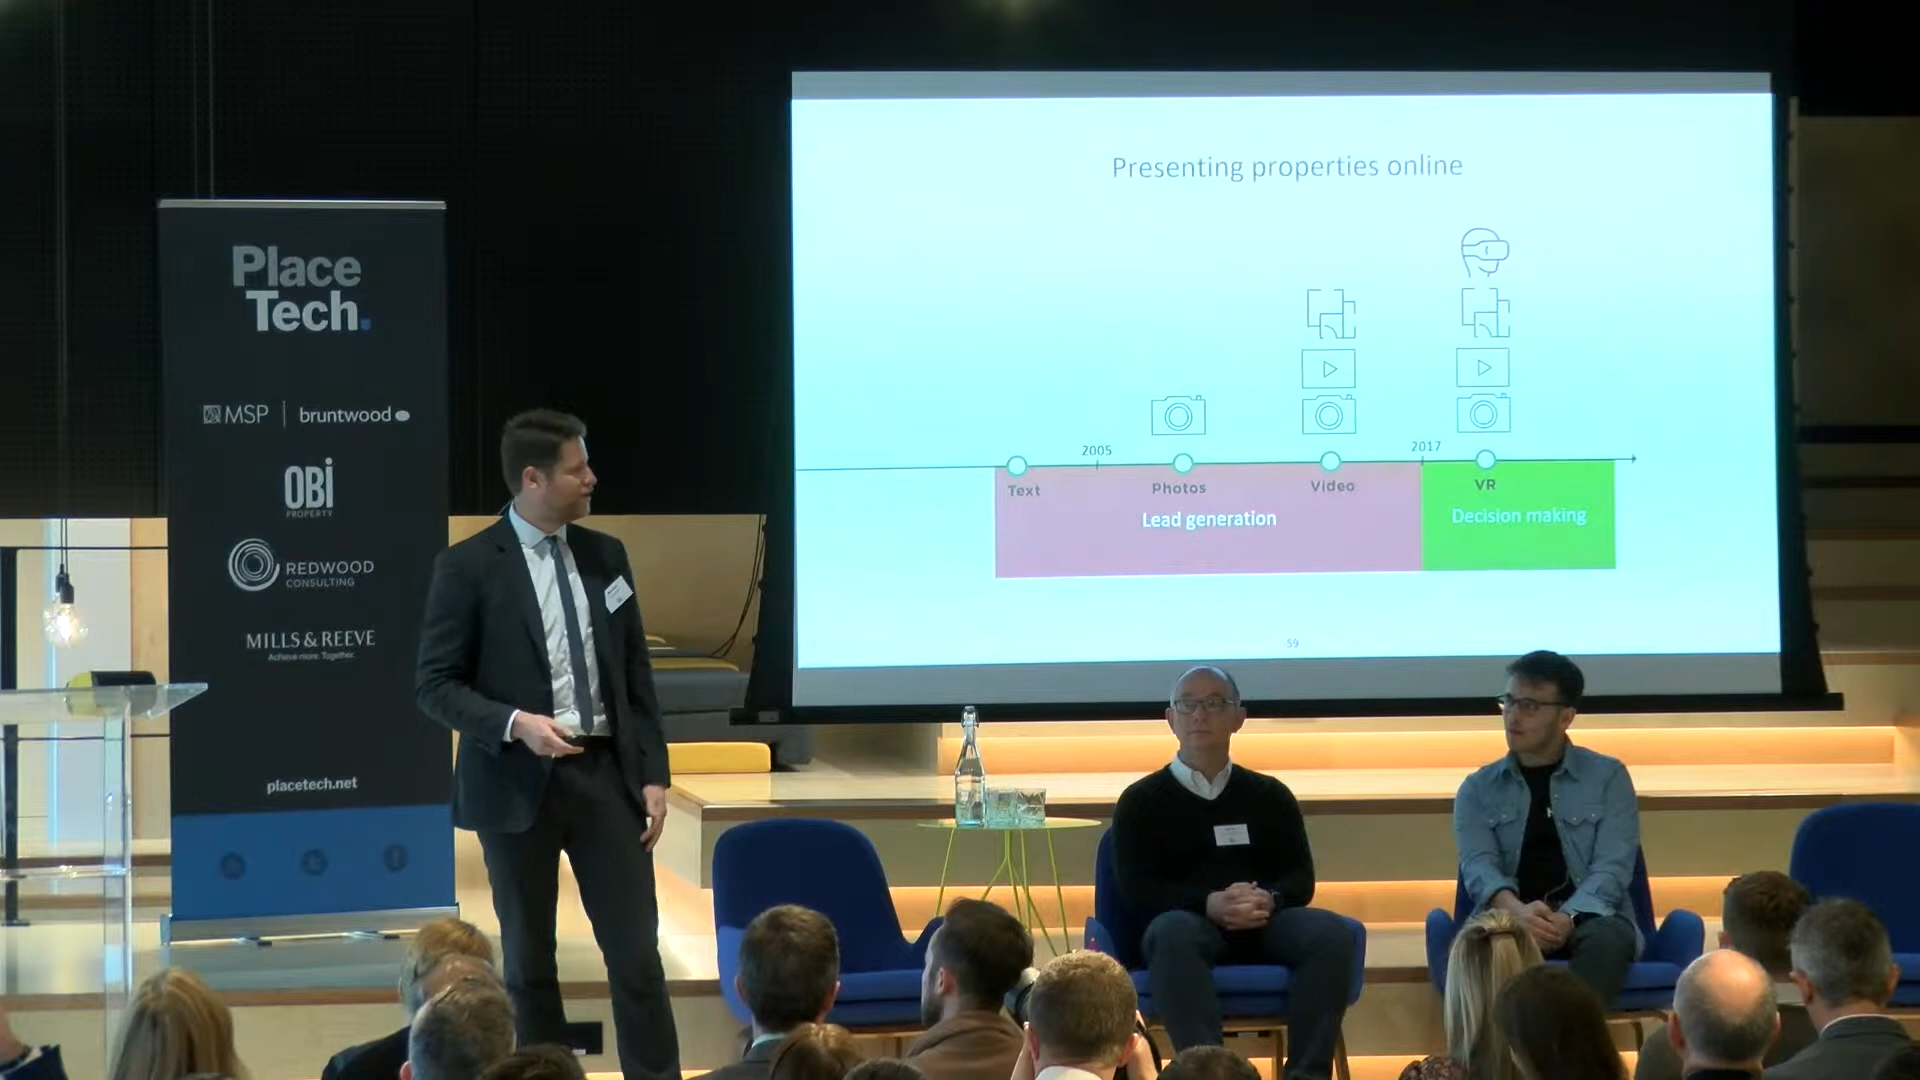 Place
Tech.
MSP | bruntwood
OBi
PROPERTY
REDWOOD
CONSULTING
MILLS & REEVE
Achieve more. Together.
placetech.net
Presenting properties online
2005
2017
Text
Photos
Video
VR
Lead generation
Decision making
59
H